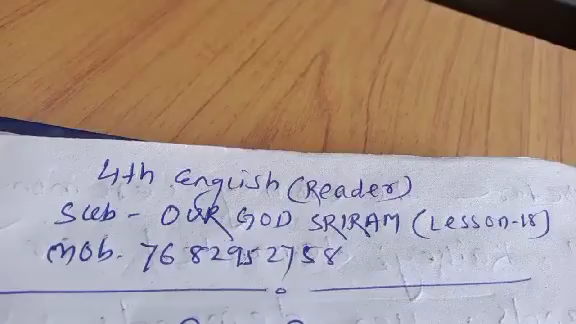 4th English (Reader)
Sub - OUR GOD SRIRAM (Lesson-18)
Mob. 7682952758